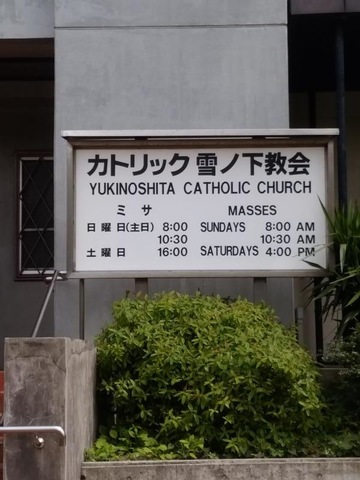 カトリック 雪ノ下教会
YUKINOSHITA CATHOLIC CHURCH
ミサ MASSES
日曜日(主日) 8:00 SUNDAYS 8:00 AM
10:30 10:30 AM
土曜日 16:00 SATURDAYS 4:00 PM